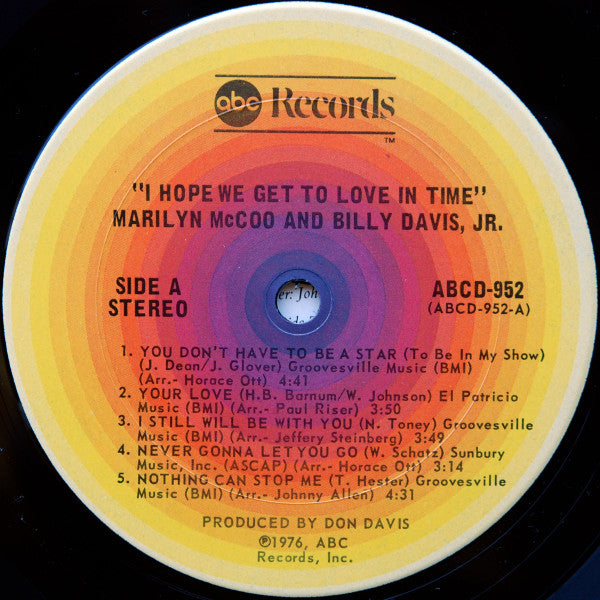 abc Records
TM
"I HOPE WE GET TO LOVE IN TIME"
MARILYN McCOO AND BILLY DAVIS, JR.
SIDE A
STEREO
ABCD-952
(ABCD-952-A)
er: Joh
1. YOU DON'T HAVE TO BE A STAR (To Be In My Show)
(J. Dean/J. Glover) Groovesville Music (BMI)
(Arr.- Horace Ott) 4:41
2. YOUR LOVE (H.B. Barnum/W. Johnson) El Patricio
Music (BMI) (Arr.- Paul Riser) 3:50
3. I STILL WILL BE WITH YOU (N. Toney) Groovesville
Music (BMI) (Arr.- Jeffery Steinberg) 3:49
4. NEVER GONNA LET YOU GO (W. Schatz) Sunbury
Music, Inc. (ASCAP) (Arr.- Horace Ott) 3:14
5. NOTHING CAN STOP ME (T. Hester) Groovesville
Music (BMI) (Arr.- Johnny Allen) 4:31
PRODUCED BY DON DAVIS
℗1976, ABC
Records, Inc.